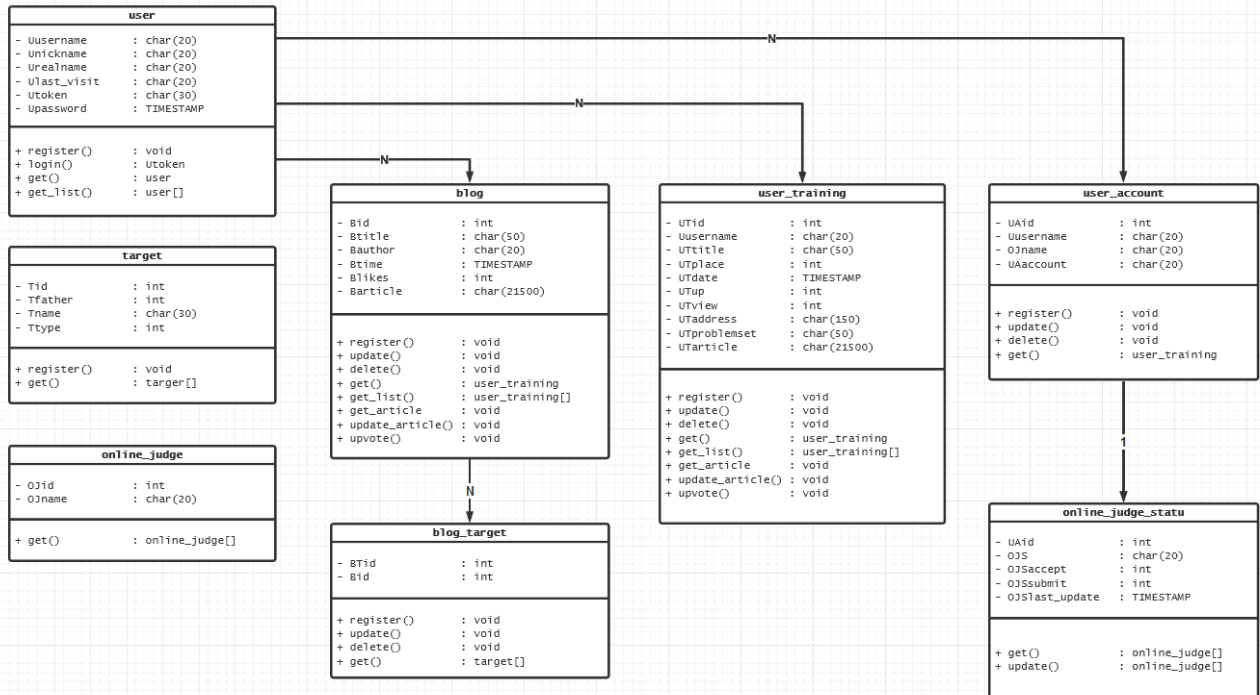 user
- Uusername : char(20)
- Unickname : char(20)
- Urealname : char(20)
- Ulast_visit : char(20)
- Utoken : char(30)
- Upassword : TIMESTAMP
+ register() : void
+ login() : Utoken
+ get() : user
+ get_list() : user[]
N
N
N
target
- Tid : int
- Tfather : int
- Tname : char(30)
- Ttype : int
+ register() : void
+ get() : targer[]
online_judge
- OJid : int
- OJname : char(20)
+ get() : online_judge[]
blog
- Bid : int
- Btitle : char(50)
- Bauthor : char(20)
- Btime : TIMESTAMP
- Blikes : int
- Barticle : char(21500)
+ register() : void
+ update() : void
+ delete() : void
+ get() : user_training
+ get_list() : user_training[]
+ get_article : void
+ update_article() : void
+ upvote() : void
N
blog_target
- BTid : int
- Bid : int
+ register() : void
+ update() : void
+ delete() : void
+ get() : target[]
user_training
- UTid : int
- Uusername : char(20)
- UTtitle : char(50)
- UTplace : int
- UTdate : TIMESTAMP
- UTup : int
- UTview : int
- UTaddress : char(150)
- UTproblemset : char(50)
- UTarticle : char(21500)
+ register() : void
+ update() : void
+ delete() : void
+ get() : user_training
+ get_list() : user_training[]
+ get_article : void
+ update_article() : void
+ upvote() : void
user_account
- UAid : int
- Uusername : char(20)
- OJname : char(20)
- UAaccount : char(20)
+ register() : void
+ update() : void
+ delete() : void
+ get() : user_training
1
online_judge_statu
- UAid : int
- OJS : char(20)
- OJSaccept : int
- OJSsubmit : int
- OJSlast_update : TIMESTAMP
+ get() : online_judge[]
+ update() : online_judge[]